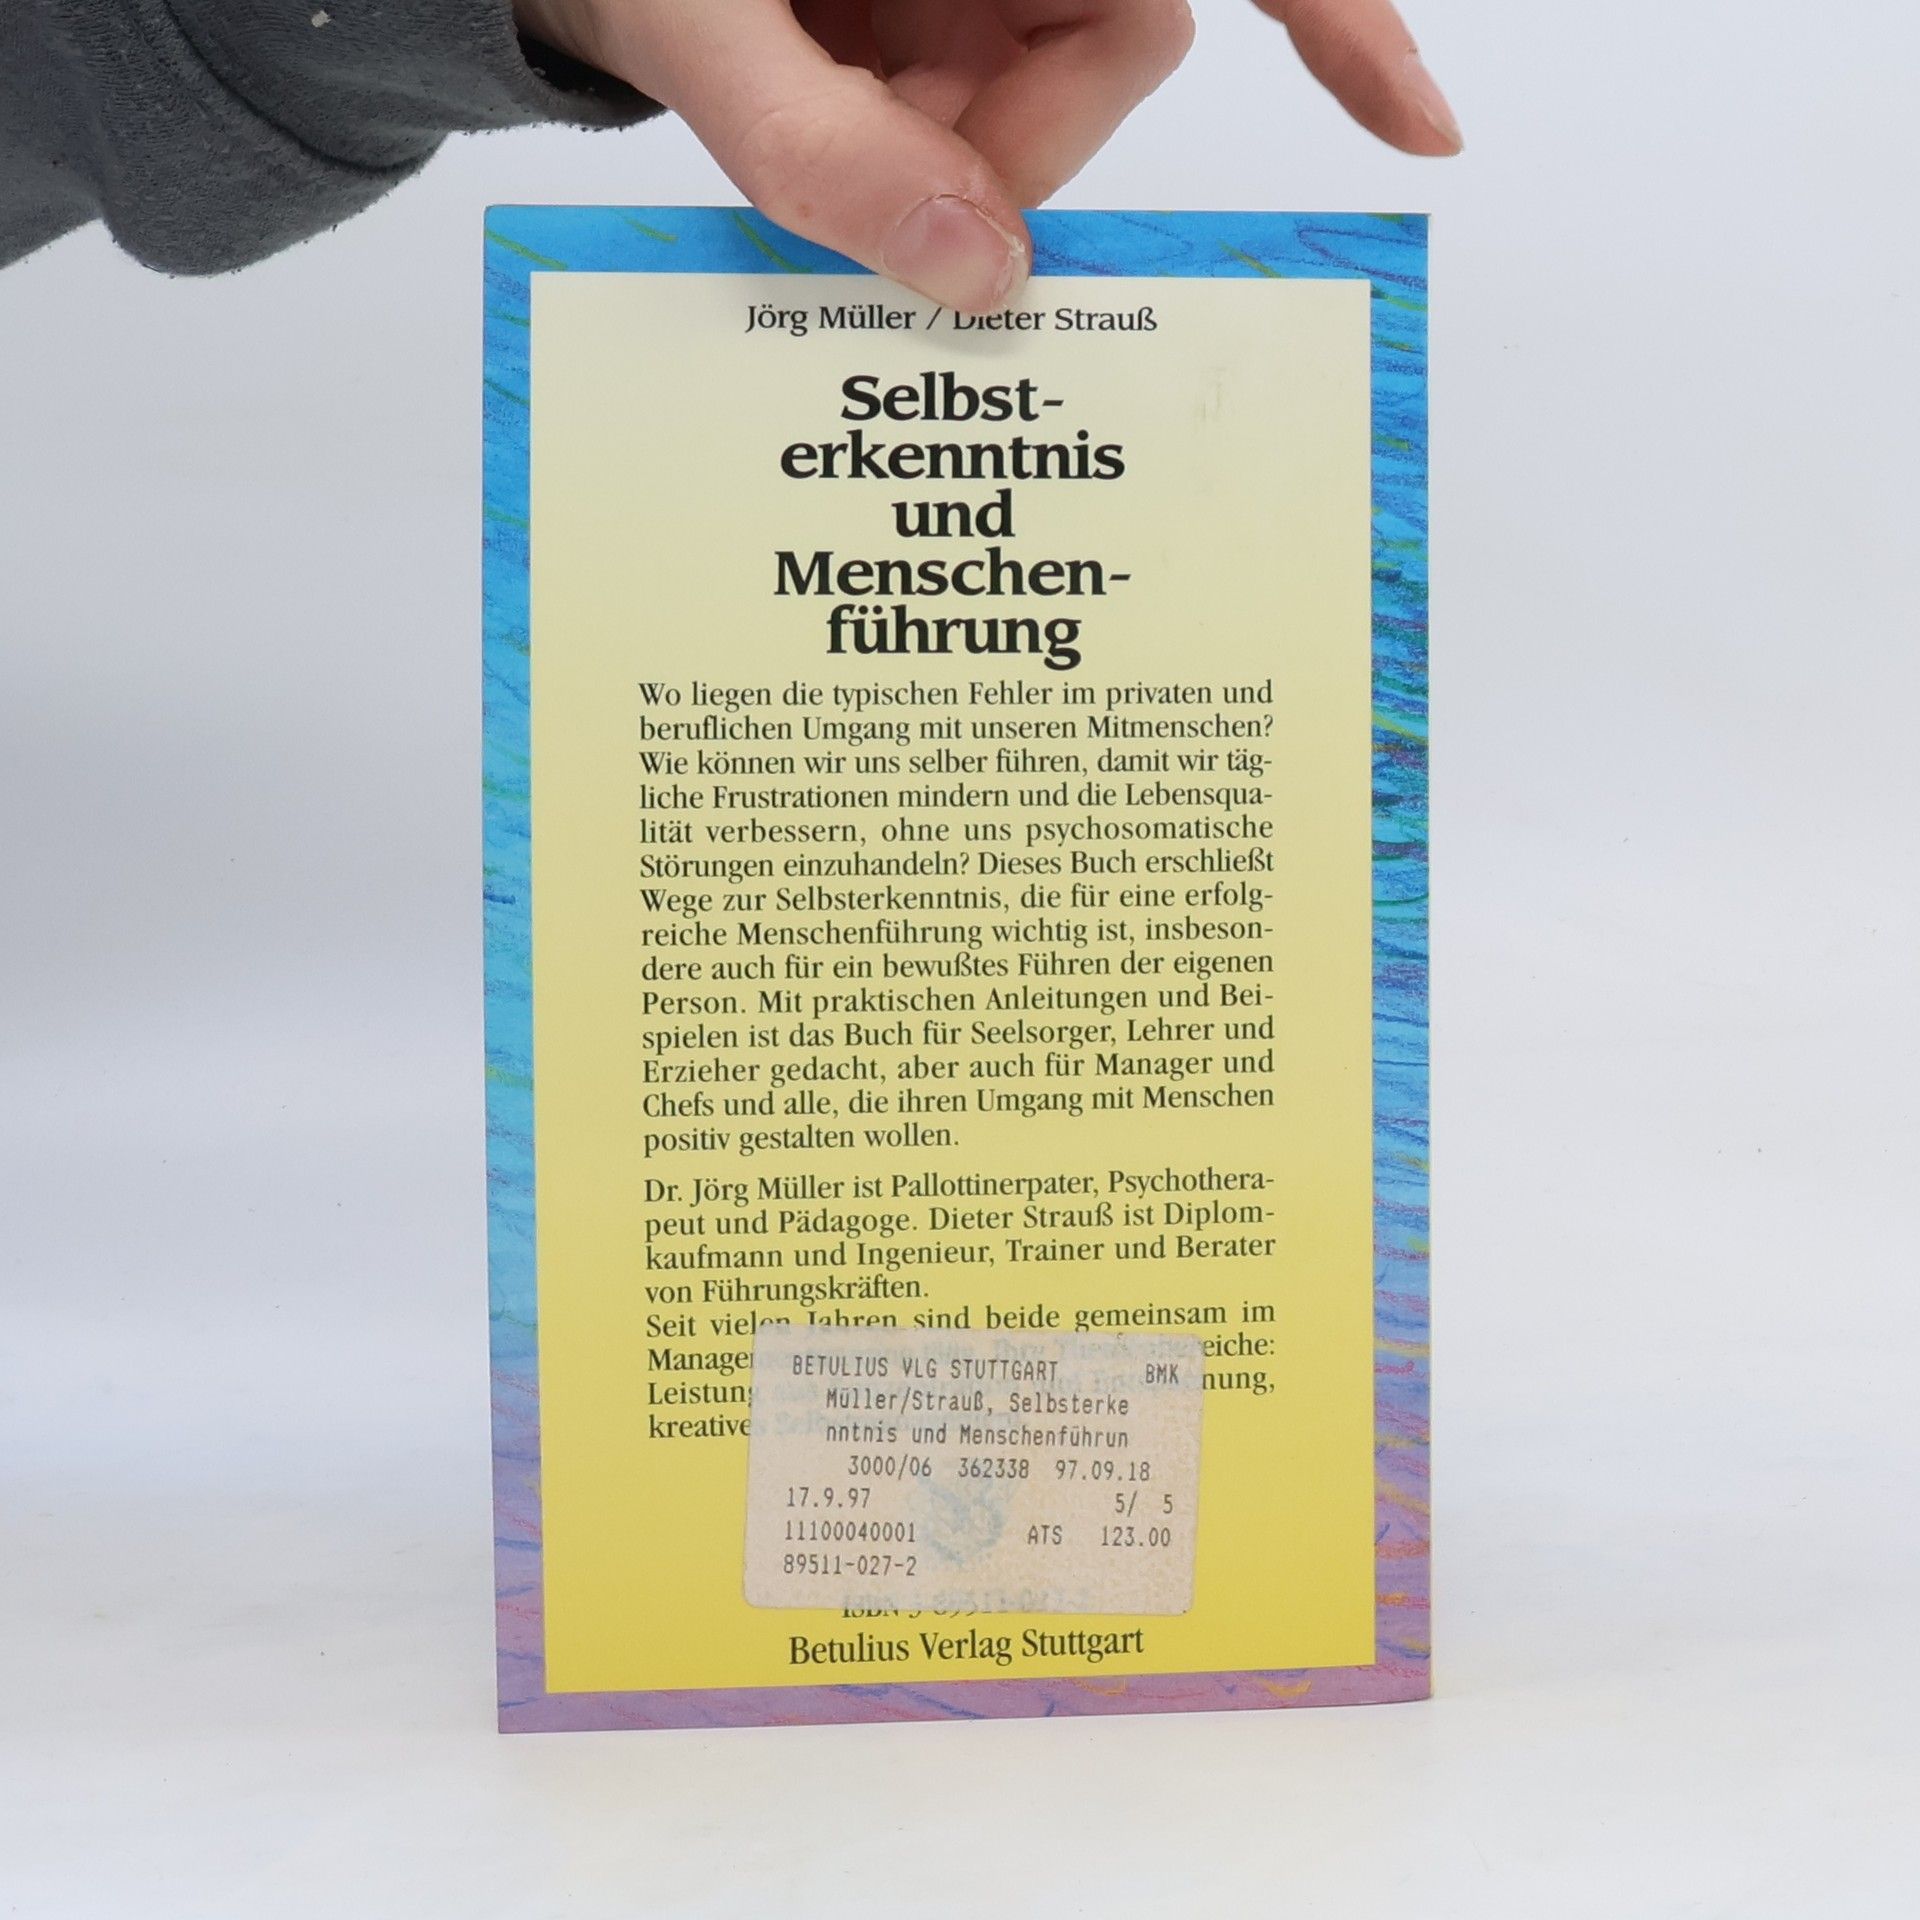 Jörg Müller / Dieter Strauß
Selbst-
erkenntnis
und
Menschen-
führung
Wo liegen die typischen Fehler im privaten und
beruflichen Umgang mit unseren Mitmenschen?
Wie können wir uns selber führen, damit wir täg-
liche Frustrationen mindern und die Lebensqua-
lität verbessern, ohne uns psychosomatische
Störungen einzuhandeln? Dieses Buch erschließt
Wege zur Selbsterkenntnis, die für eine erfolg-
reiche Menschenführung wichtig ist, insbeson-
dere auch für ein bewußtes Führen der eigenen
Person. Mit praktischen Anleitungen und Bei-
spielen ist das Buch für Seelsorger, Lehrer und
Erzieher gedacht, aber auch für Manager und
Chefs und alle, die ihren Umgang mit Menschen
positiv gestalten wollen.
Dr. Jörg Müller ist Pallottinerpater, Psychothera-
peut und Pädagoge. Dieter Strauß ist Diplom-
kaufmann und Ingenieur, Trainer und Berater
von Führungskräften.
Seit vielen Jahren sind beide gemeinsam im
BETULIUS VLG STUTTGART BMK
Müller/Strauß, Selbsterke
nntnis und Menschenführun
3000/06 362338 97.09.18
17.9.97 5/ 5
11100040001 ATS 123.00
89511-027-2
ISBN
Betulius Verlag Stuttgart